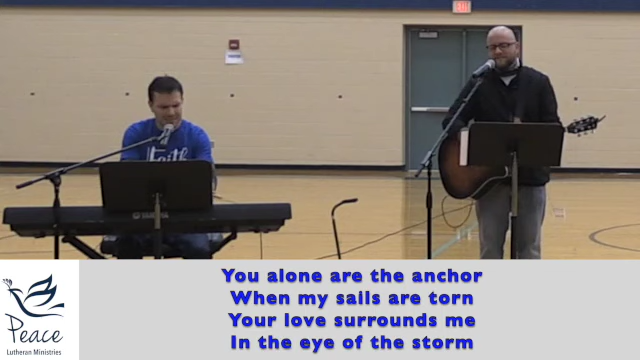 EXIT
Faith
YAMAHA
You alone are the anchor
When my sails are torn
Your love surrounds me
In the eye of the storm
Peace
Lutheran Ministries